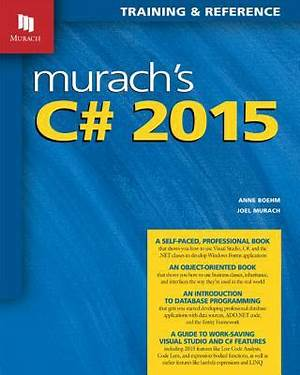 TRAINING & REFERENCE
MURACH
murach's
C# 2015
ANNE BOEHM
JOEL MURACH
A SELF-PACED, PROFESSIONAL BOOK
that shows you how to use Visual Studio, C#, and the
.NET classes to develop Windows Forms applications
AN OBJECT-ORIENTED BOOK
that shows you how to use business classes, inheritance,
and interfaces the way they're used in the real world
AN INTRODUCTION
TO DATABASE PROGRAMMING
that gets you started developing professional database
applications with data sources, ADO.NET code,
and the Entity Framework
A GUIDE TO WORK-SAVING
VISUAL STUDIO AND C# FEATURES
including 2015 features like Live Code Analysis,
Code Lens, and expression-bodied functions, as well as
earlier features like lambda expressions and LINQ